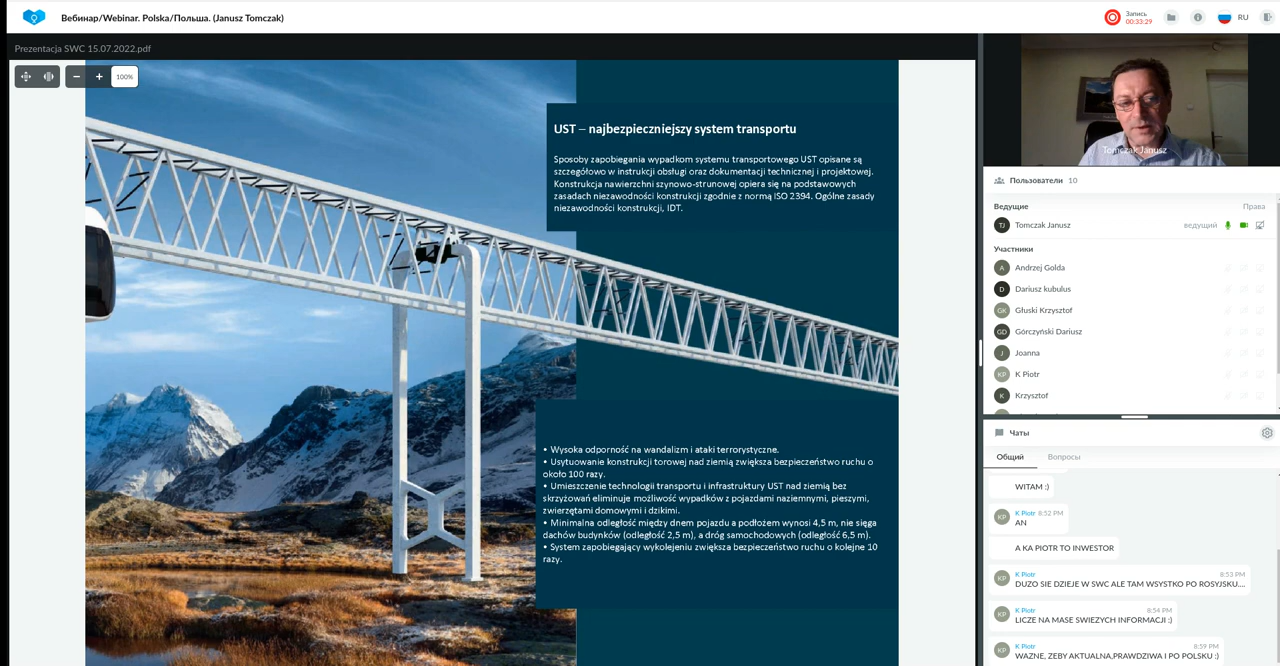 Вебинар/Webinar. Polska/Польша. (Janusz Tomczak)
Запись
00:33:29
RU
Prezentacja SWC 15.07.2022.pdf
100%
UST – najbezpieczniejszy system transportu
Sposoby zapobiegania wypadkom systemu transportowego UST opisane są
szczegółowo w instrukcji obsługi oraz dokumentacji technicznej i projektowej.
Konstrukcja nawierzchni szynowo-strunowej opiera się na podstawowych
zasadach niezawodności konstrukcji zgodnie z normą ISO 2394. Ogólne zasady
niezawodności konstrukcji, IDT.
• Wysoka odporność na wandalizm i ataki terrorystyczne.
• Usytuowanie konstrukcji torowej nad ziemią zwiększa bezpieczeństwo ruchu o
około 100 razy.
• Umieszczenie technologii transportu i infrastruktury UST nad ziemią bez
skrzyżowań eliminuje możliwość wypadków z pojazdami naziemnymi, pieszymi,
zwierzętami domowymi i dzikimi.
• Minimalna odległość między dnem pojazdu a podłożem wynosi 4,5 m, nie sięga
dachów budynków (odległość 2,5 m), a dróg samochodowych (odległość 6,5 m).
• System zapobiegający wykolejeniu zwiększa bezpieczeństwo ruchu o kolejne 10
razy.
Tomczak Janusz
Пользователи 10
Ведущие Права
TJ Tomczak Janusz ведущий
Участники
A Andrzej Golda
D Dariusz kubulus
GK Głuski Krzysztof
GD Górczyński Dariusz
J Joanna
KP K Piotr
K Krzysztof
Чаты
Общий Вопросы
WITAM :)
KP K Piotr 8:52 PM
AN
A KA PIOTR TO INWESTOR
KP K Piotr 8:53 PM
DUZO SIE DZIEJE W SWC ALE TAM WSYSTKO PO ROSYJSKU....
KP K Piotr 8:54 PM
LICZE NA MASE SWIEZYCH INFORMACJI :)
KP K Piotr 8:59 PM
WAZNE, ZEBY AKTUALNA,PRAWDZIWA I PO POLSKU :)